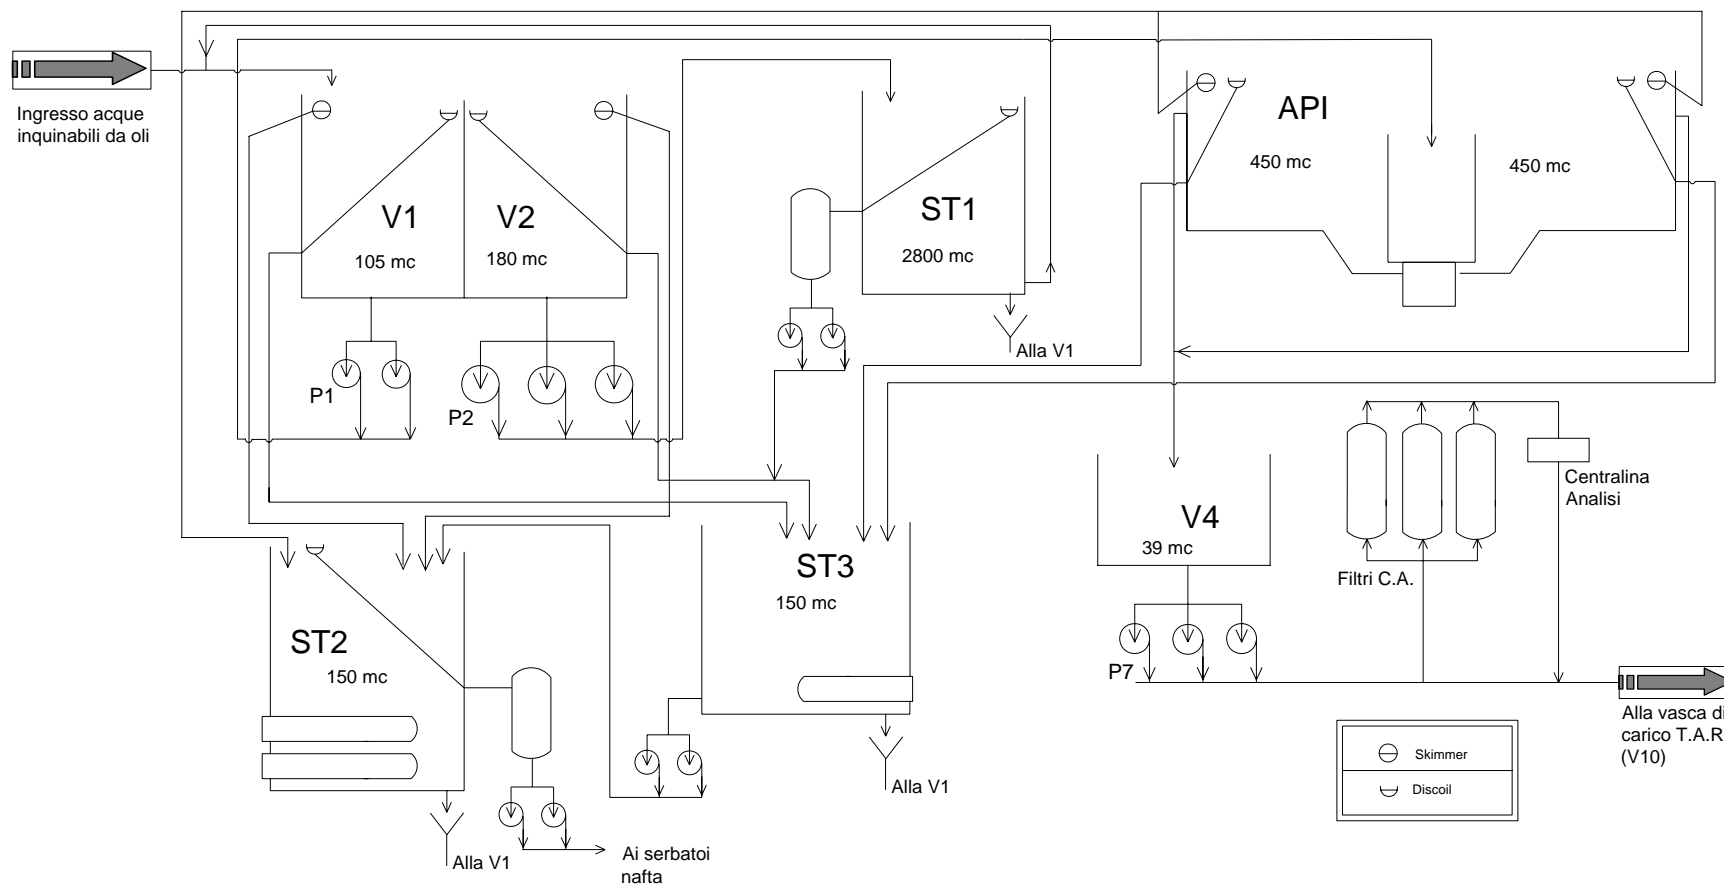 Ingresso acque
inquinabili da oli
API
450 mc
450 mc
V1
V2
105 mc
180 mc
ST1
2800 mc
Alla V1
P1
P2
Centralina
Analisi
V4
39 mc
Filtri C.A.
ST3
150 mc
ST2
150 mc
P7
Alla vasca di
carico T.A.R
(V10)
Skimmer
Discoil
Alla V1
Alla V1
Ai serbatoi
nafta